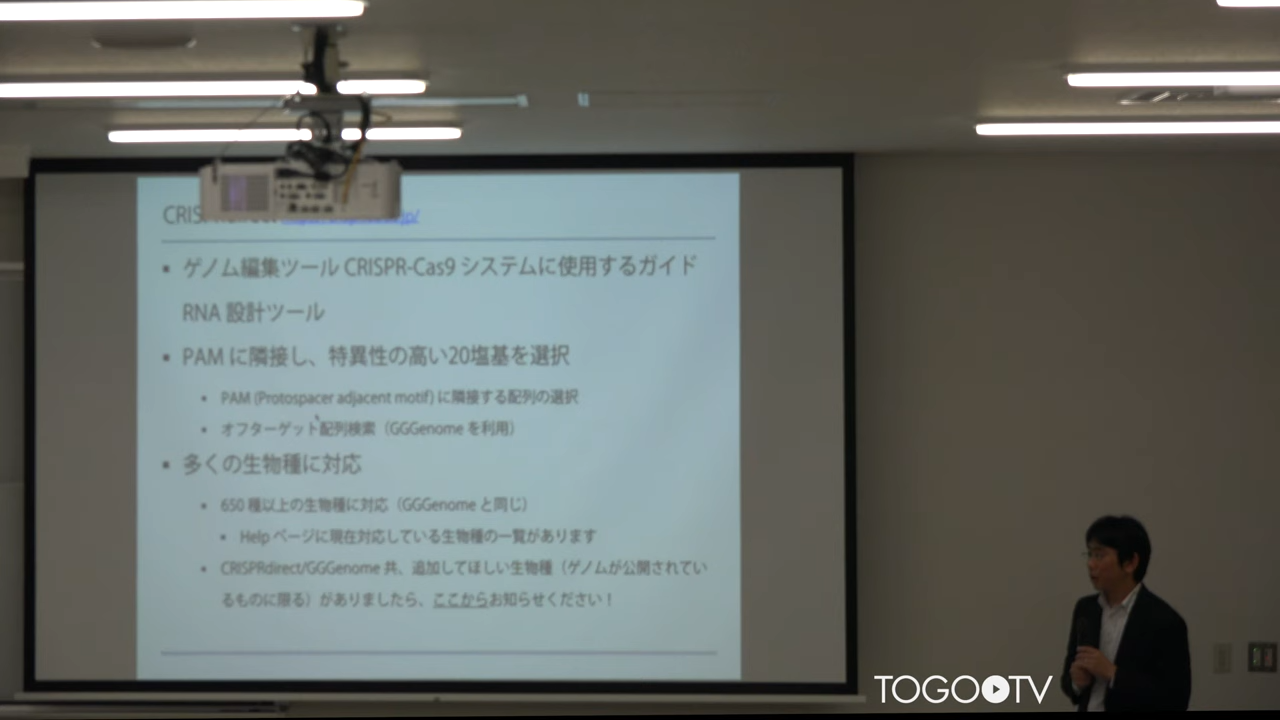 CRIS
ゲノム編集ツール CRISPR-Cas9 システムに使用するガイド
RNA 設計ツール
PAM に隣接し、特異性の高い20塩基を選択
PAM (Protospacer adjacent motif) に隣接する配列の選択
オフターゲット配列検索（GGGenome を利用）
多くの生物種に対応
650 種以上の生物種に対応（GGGenome と同じ）
Help ページに現在対応している生物種の一覧があります
CRISPRdirect/GGGenome 共、追加してほしい生物種（ゲノムが公開されてい
るものに限る）がありましたら、ここからお知らせください！
TOGOTV